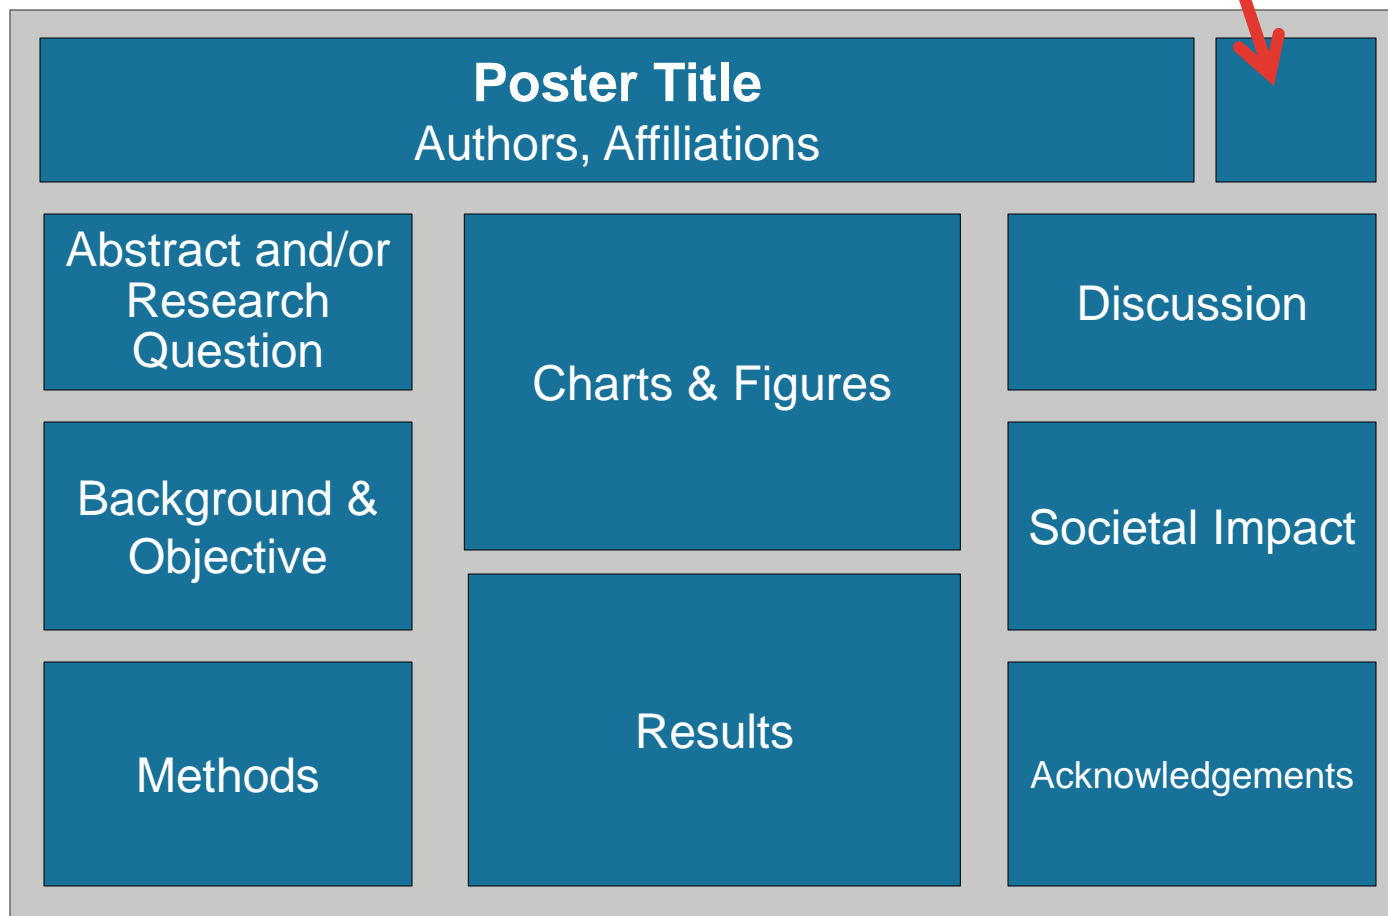 Poster Title
Authors, Affiliations
Abstract and/or
Research
Question
Background &
Objective
Methods
Charts & Figures
Results
Discussion
Societal Impact
Acknowledgements